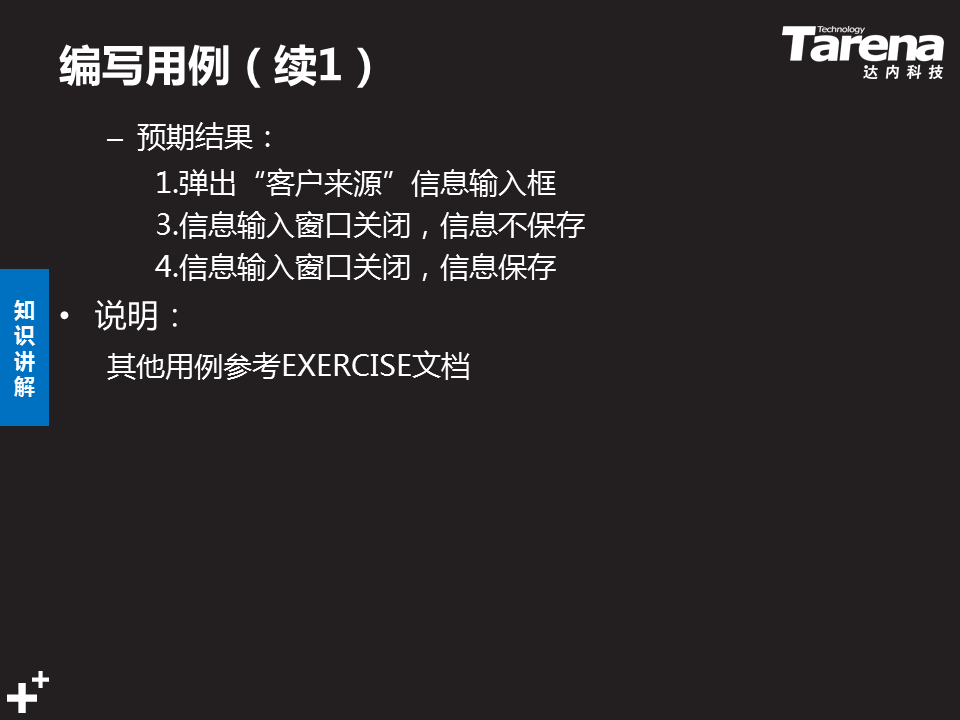 编写用例（续1）
Technology
Tarena
达内科技
– 预期结果：
1.弹出“客户来源”信息输入框
3.信息输入窗口关闭，信息不保存
4.信息输入窗口关闭，信息保存
知识讲解
• 说明：
其他用例参考EXERCISE文档